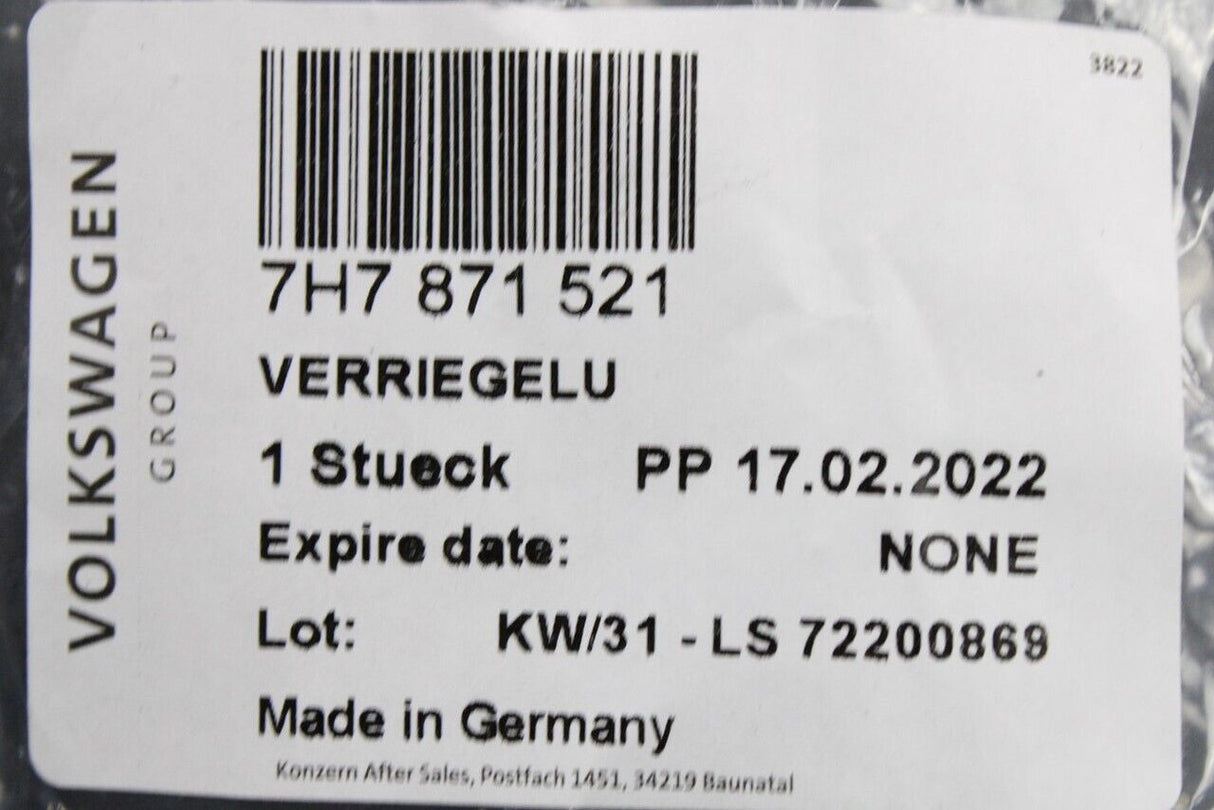 VOLKSWAGEN
GROUP
3822
7H7 871 521
VERRIEGELU
1 Stueck PP 17.02.2022
Expire date: NONE
Lot: KW/31 - LS 72200869
Made in Germany
Konzern After Sales, Postfach 1451, 34219 Baunatal